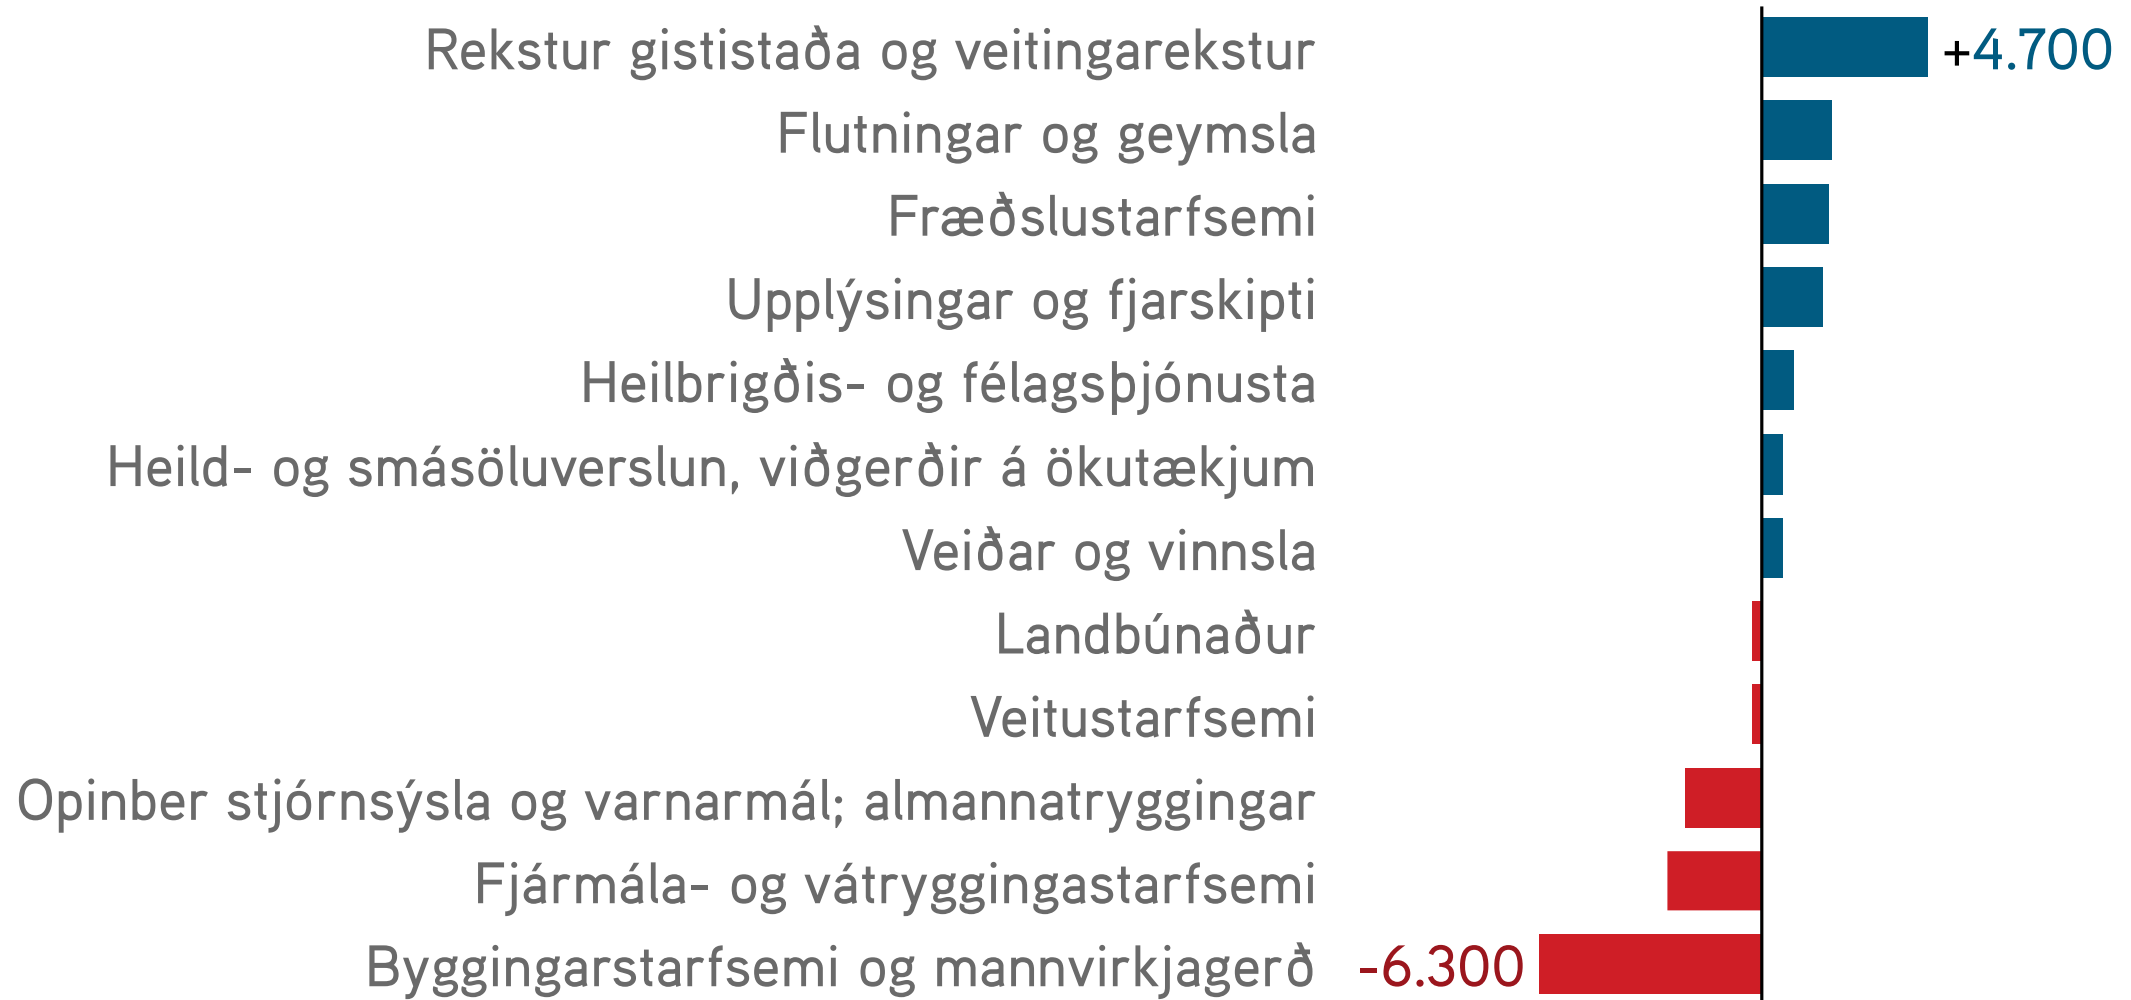 Rekstur gististaða og veitingarekstur +4.700
Flutningar og geymsla
Fræðslustarfsemi
Upplýsingar og fjarskipti
Heilbrigðis- og félagsþjónusta
Heild- og smásöluverslun, viðgerðir á ökutækjum
Veiðar og vinnsla
Landbúnaður
Veitustarfsemi
Opinber stjórnsýsla og varnarmál; almannatryggingar
Fjármála- og vátryggingastarfsemi
Byggingarstarfsemi og mannvirkjagerð -6.300